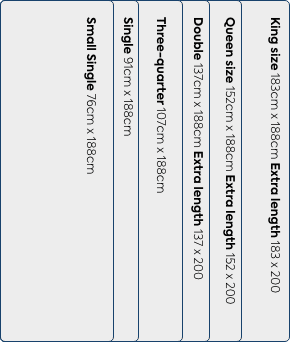 Small Single 76cm x 188cm
Single 91cm x 188cm
Three-quarter 107cm x 188cm
Double 137cm x 188cm Extra length 137 x 200
Queen size 152cm x 188cm Extra length 152 x 200
King size 183cm x 188cm Extra length 183 x 200